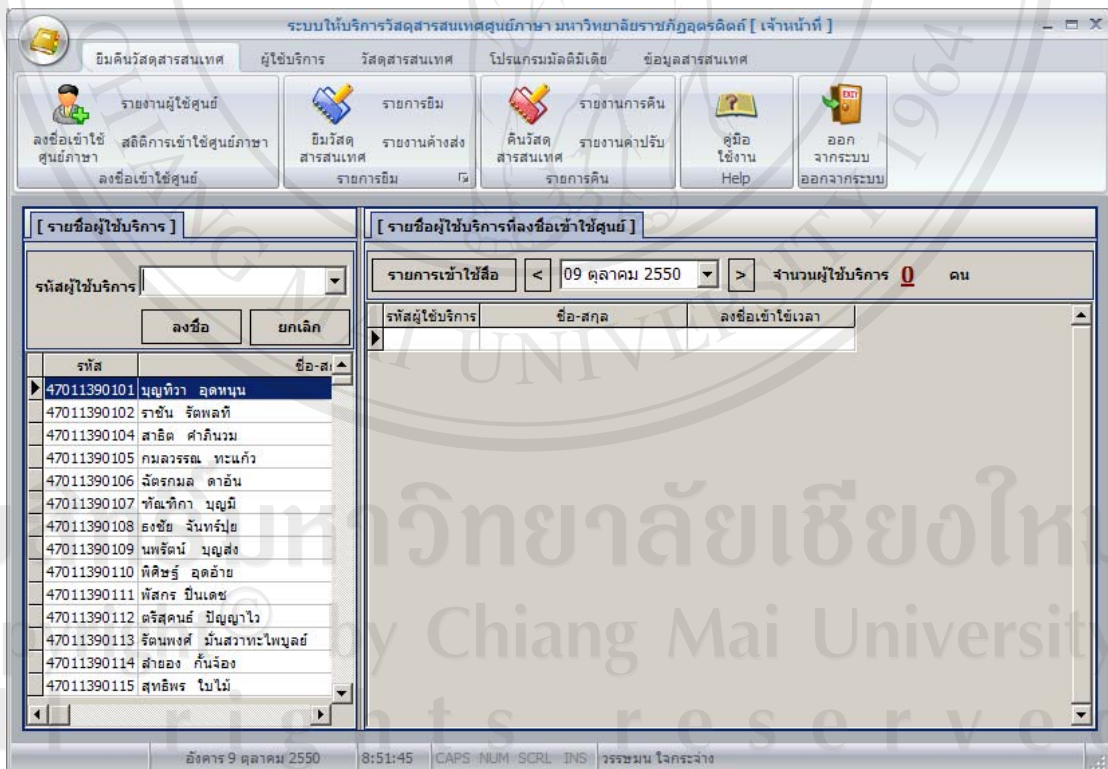 ระบบให้บริการวัสดุสารสนเทศศูนย์ภาษา มหาวิทยาลัยราชภัฏอุตรดิตถ์ [ เจ้าหน้าที่ ]
ยืมคืนวัสดุสารสนเทศ ผู้ใช้บริการ วัสดุสารสนเทศ โปรแกรมมัลติมีเดีย ข้อมูลสารสนเทศ
รายงานผู้ใช้ศูนย์ รายการยืม รายงานการคืน
ลงชื่อเข้าใช้ศูนย์ภาษา สถิติการเข้าใช้ศูนย์ภาษา ยืมวัสดุสารสนเทศ รายงานค้างส่ง คืนวัสดุสารสนเทศ รายงานค่าปรับ คู่มือใช้งาน ออกจากระบบ
ลงชื่อเข้าใช้ศูนย์ รายการยืม รายการคืน Help ออกจากระบบ
[ รายชื่อผู้ใช้บริการ ] [ รายชื่อผู้ใช้บริการที่ลงชื่อเข้าใช้ศูนย์ ]
รายการเข้าใช้สื่อ < 09 ตุลาคม 2550 > จำนวนผู้ใช้บริการ 0 คน
รหัสผู้ใช้บริการ
ลงชื่อ ยกเลิก
รหัสผู้ใช้บริการ ชื่อ-สกุล ลงชื่อเข้าใช้เวลา
รหัส ชื่อ-ส
47011390101 บุญทิวา อุดหนุน
47011390102 ราชัน รัตพลที
47011390104 สาธิต คำภินวม
47011390105 กมลวรรณ ทะแก้ว
47011390106 ฉัตรกมล ดาอ้น
47011390107 ทัณฑิกา บุญมี
47011390108 ธงชัย จันทร์ปุย
47011390109 นพรัตน์ บุญส่ง
47011390110 พิศิษฐ์ อุดอ้าย
47011390111 พัสกร ปิ่นเดช
47011390112 ตรีสุคนธ์ ปัญญาไว
47011390113 รัตนพงศ์ มั่นสวาทะไพบูลย์
47011390114 สำยอง กั้นจ้อง
47011390115 สุทธิพร ใบไม้
อังคาร 9 ตุลาคม 2550 8:51:45 CAPS NUM SCRL INS วรรษมน ใจกระจ่าง
CHIANG MAI UNIVERSITY 1964
มหาวิทยาลัยเชียงใหม่
by Chiang Mai University
rights reserve